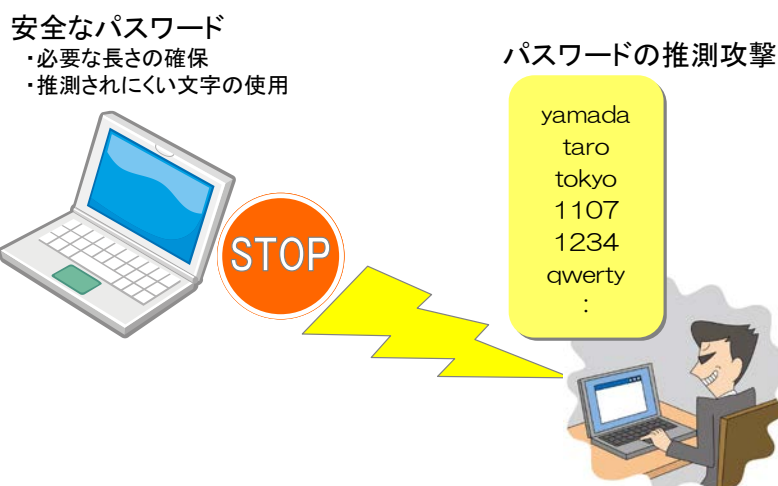 安全なパスワード
・必要な長さの確保
・推測されにくい文字の使用
パスワードの推測攻撃
yamada
taro
tokyo
1107
1234
qwerty
:
STOP